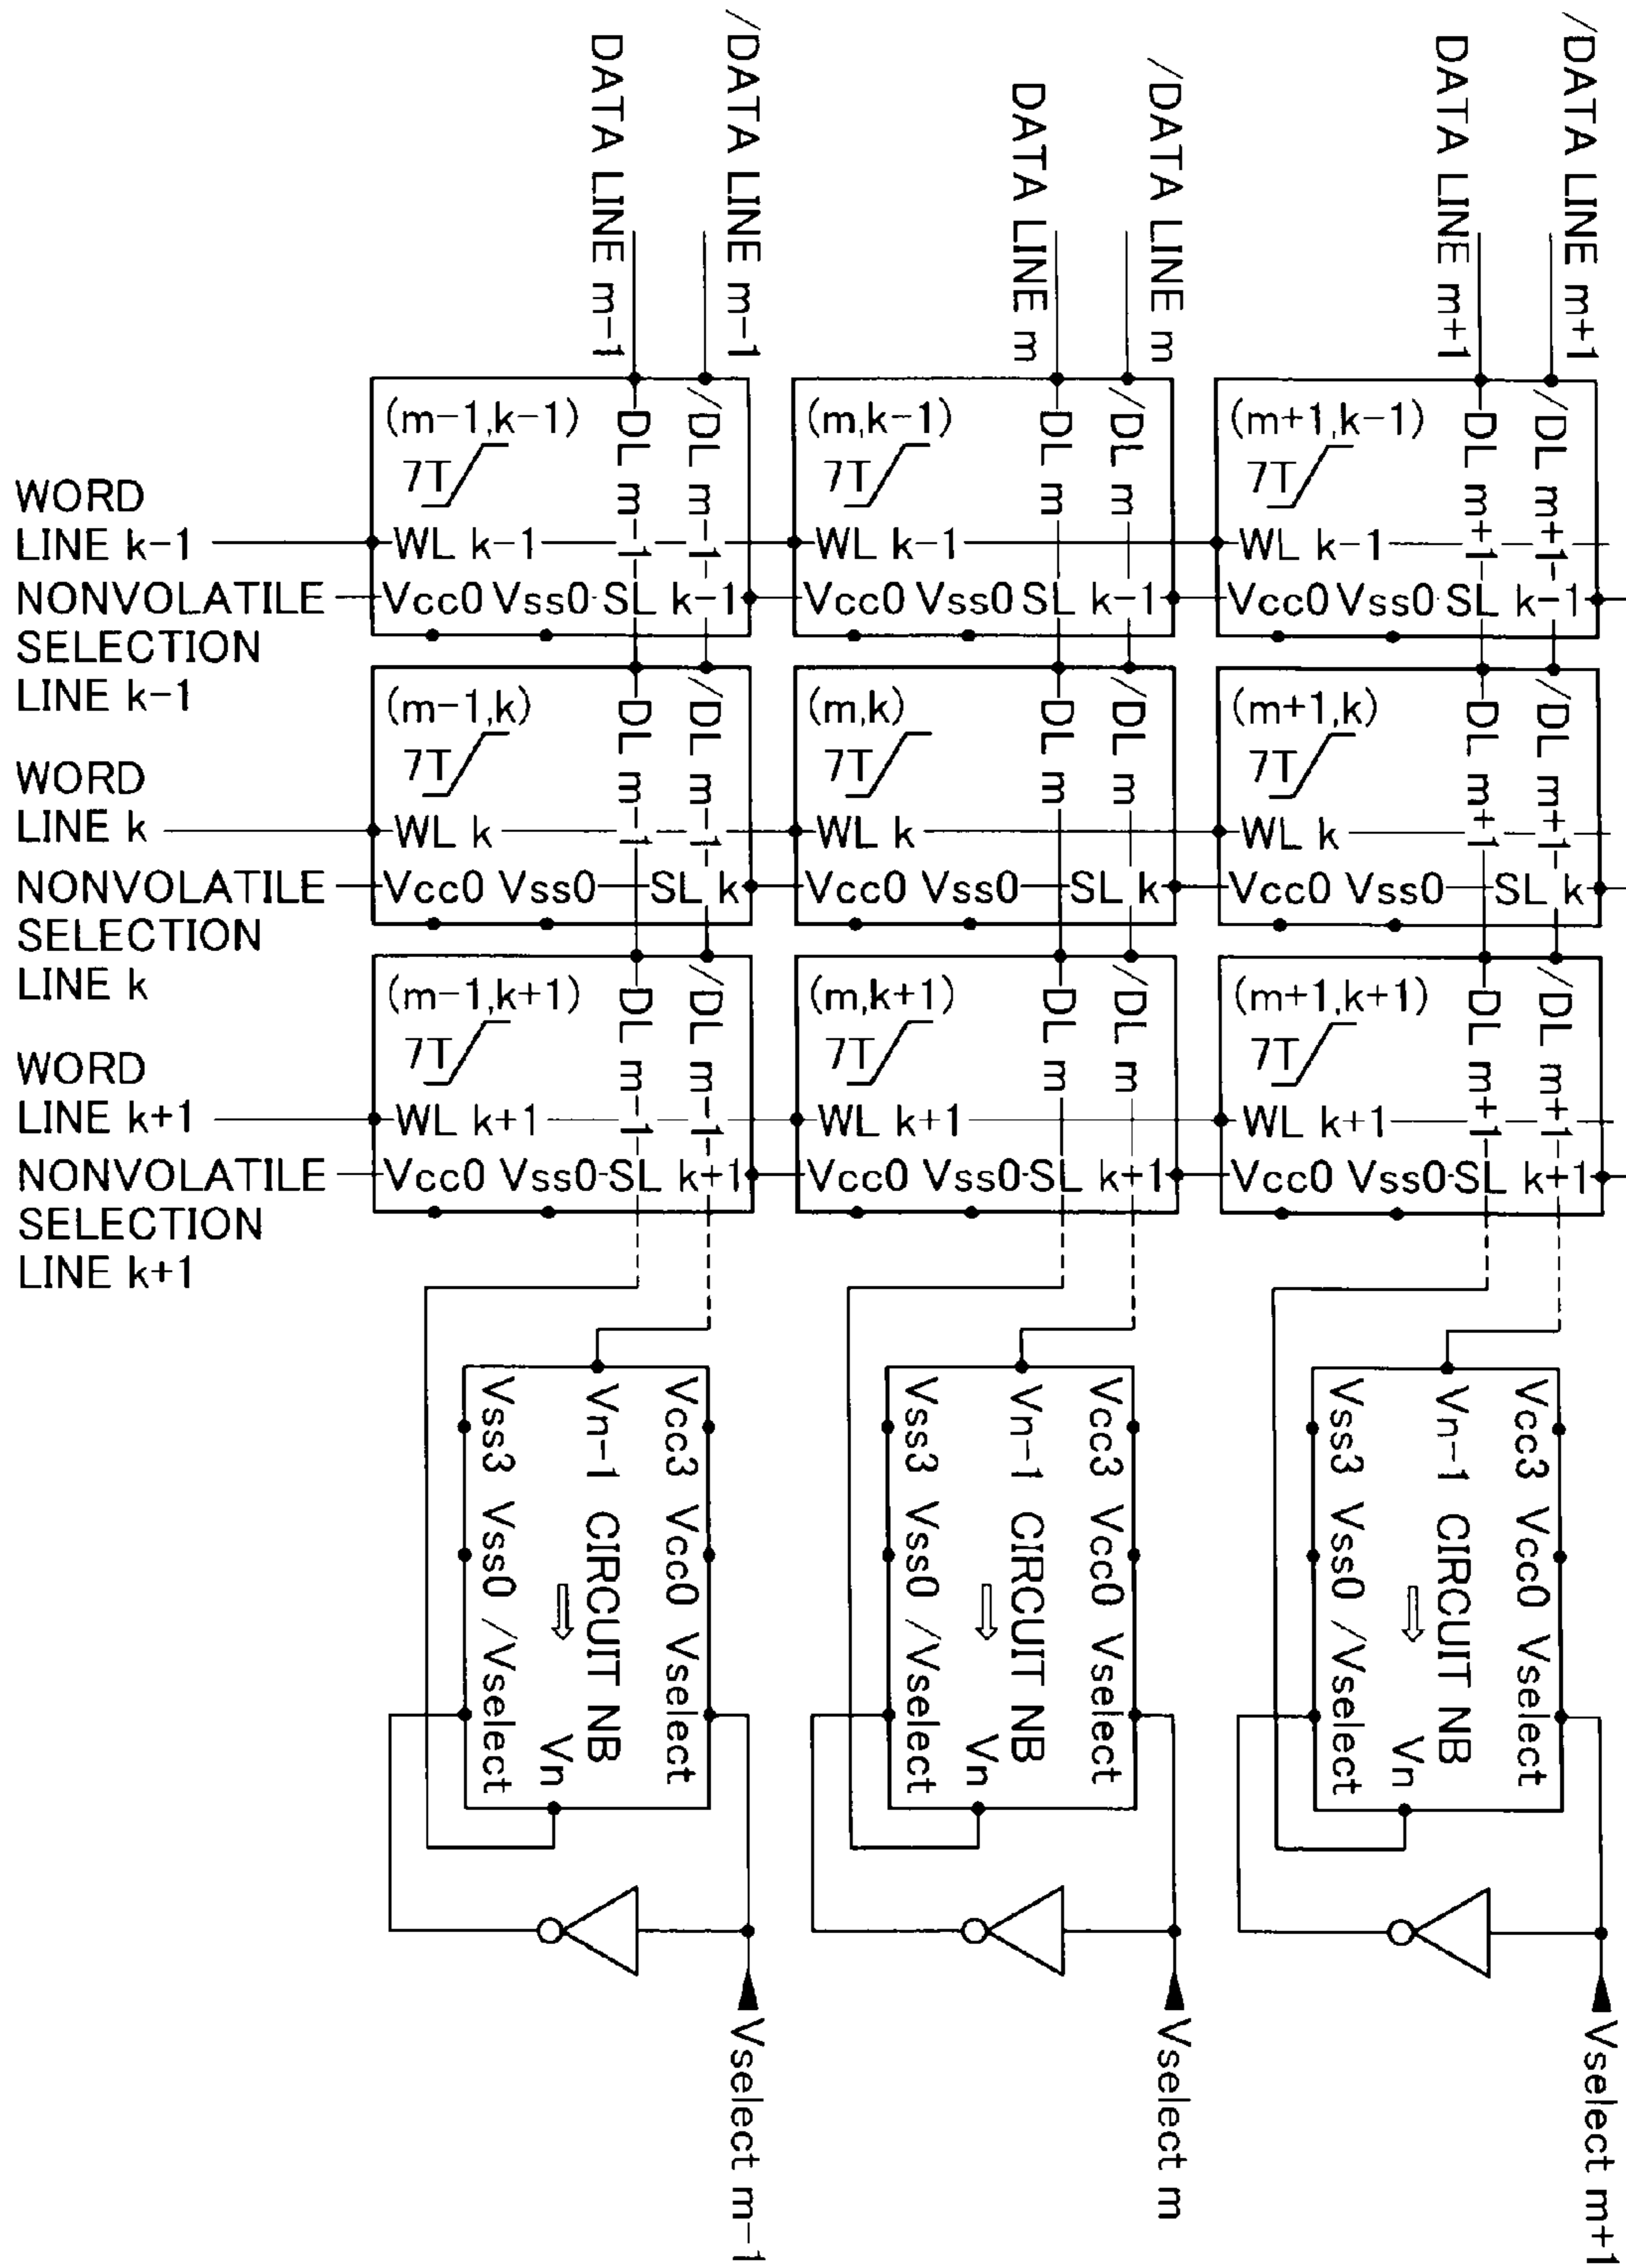 DATA LINE m-1
/DATA LINE m-1
DATA LINE m
/DATA LINE m
DATA LINE m+1
/DATA LINE m+1
(m-1,k-1)
7T
DL m-1
/DL m-1
WL k-1
Vcc0 Vss0 SL k-1
(m,k-1)
7T
DL m
/DL m
WL k-1
Vcc0 Vss0 SL k-1
(m+1,k-1)
7T
DL m+1
/DL m+1
WL k-1
Vcc0 Vss0 SL k-1
WORD
LINE k-1
NONVOLATILE
SELECTION
LINE k-1
(m-1,k)
7T
DL m-1
/DL m-1
WL k
Vcc0 Vss0 SL k
(m,k)
7T
DL m
/DL m
WL k
Vcc0 Vss0 SL k
(m+1,k)
7T
DL m+1
/DL m+1
WL k
Vcc0 Vss0 SL k
WORD
LINE k
NONVOLATILE
SELECTION
LINE k
(m-1,k+1)
7T
DL m-1
/DL m-1
WL k+1
Vcc0 Vss0 SL k+1
(m,k+1)
7T
DL m
/DL m
WL k+1
Vcc0 Vss0 SL k+1
(m+1,k+1)
7T
DL m+1
/DL m+1
WL k+1
Vcc0 Vss0 SL k+1
WORD
LINE k+1
NONVOLATILE
SELECTION
LINE k+1
Vcc3 Vcc0 Vselect
Vn-1 CIRCUIT NB
⇨
Vn
Vss3 Vss0 /Vselect
Vcc3 Vcc0 Vselect
Vn-1 CIRCUIT NB
⇨
Vn
Vss3 Vss0 /Vselect
Vcc3 Vcc0 Vselect
Vn-1 CIRCUIT NB
⇨
Vn
Vss3 Vss0 /Vselect
Vselect m-1
Vselect m
Vselect m+1